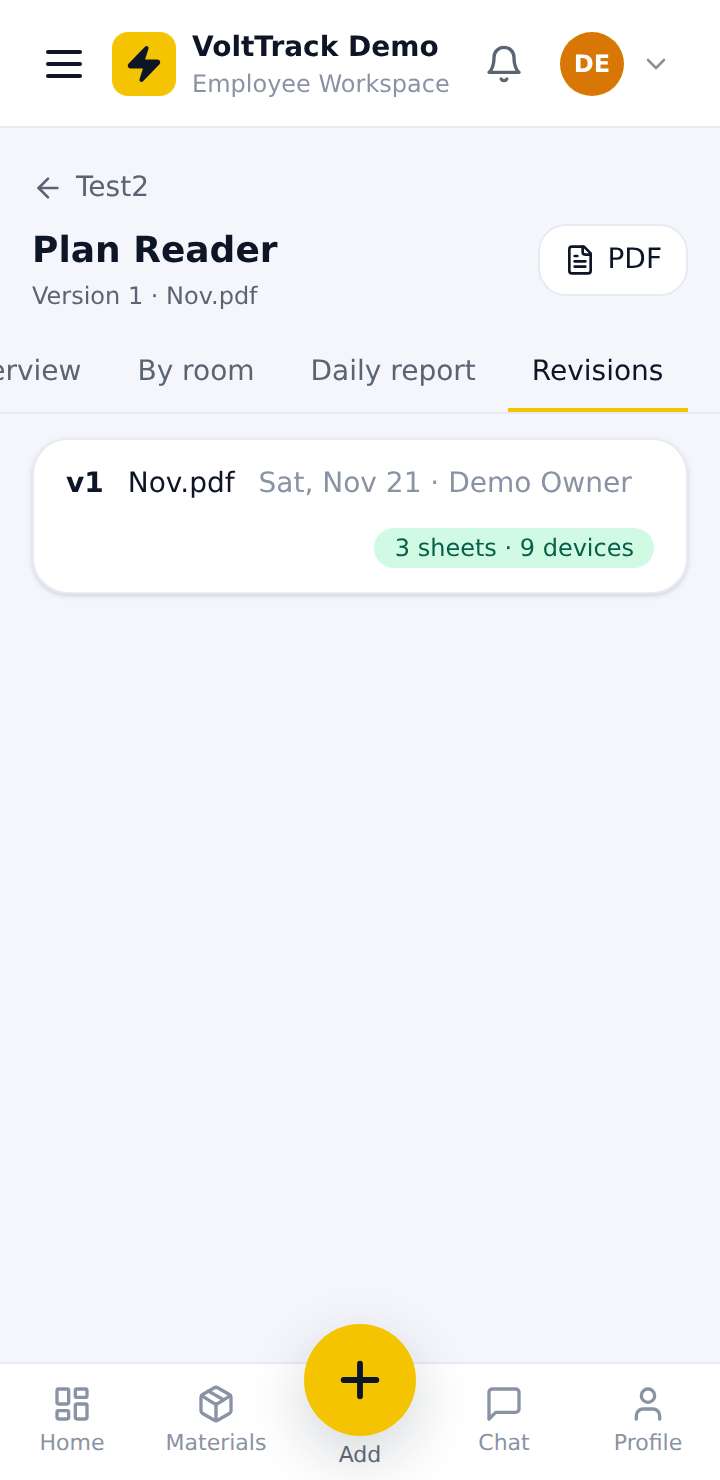 VoltTrack Demo
Employee Workspace
DE
Test2
Plan Reader
Version 1 · Nov.pdf
PDF
erview By room Daily report Revisions
v1 Nov.pdf Sat, Nov 21 · Demo Owner
3 sheets · 9 devices
Home Materials Add Chat Profile